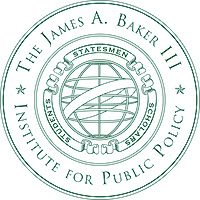 THE JAMES A. BAKER III
INSTITUTE FOR PUBLIC POLICY
STATESMEN
STUDENTS
SCHOLARS